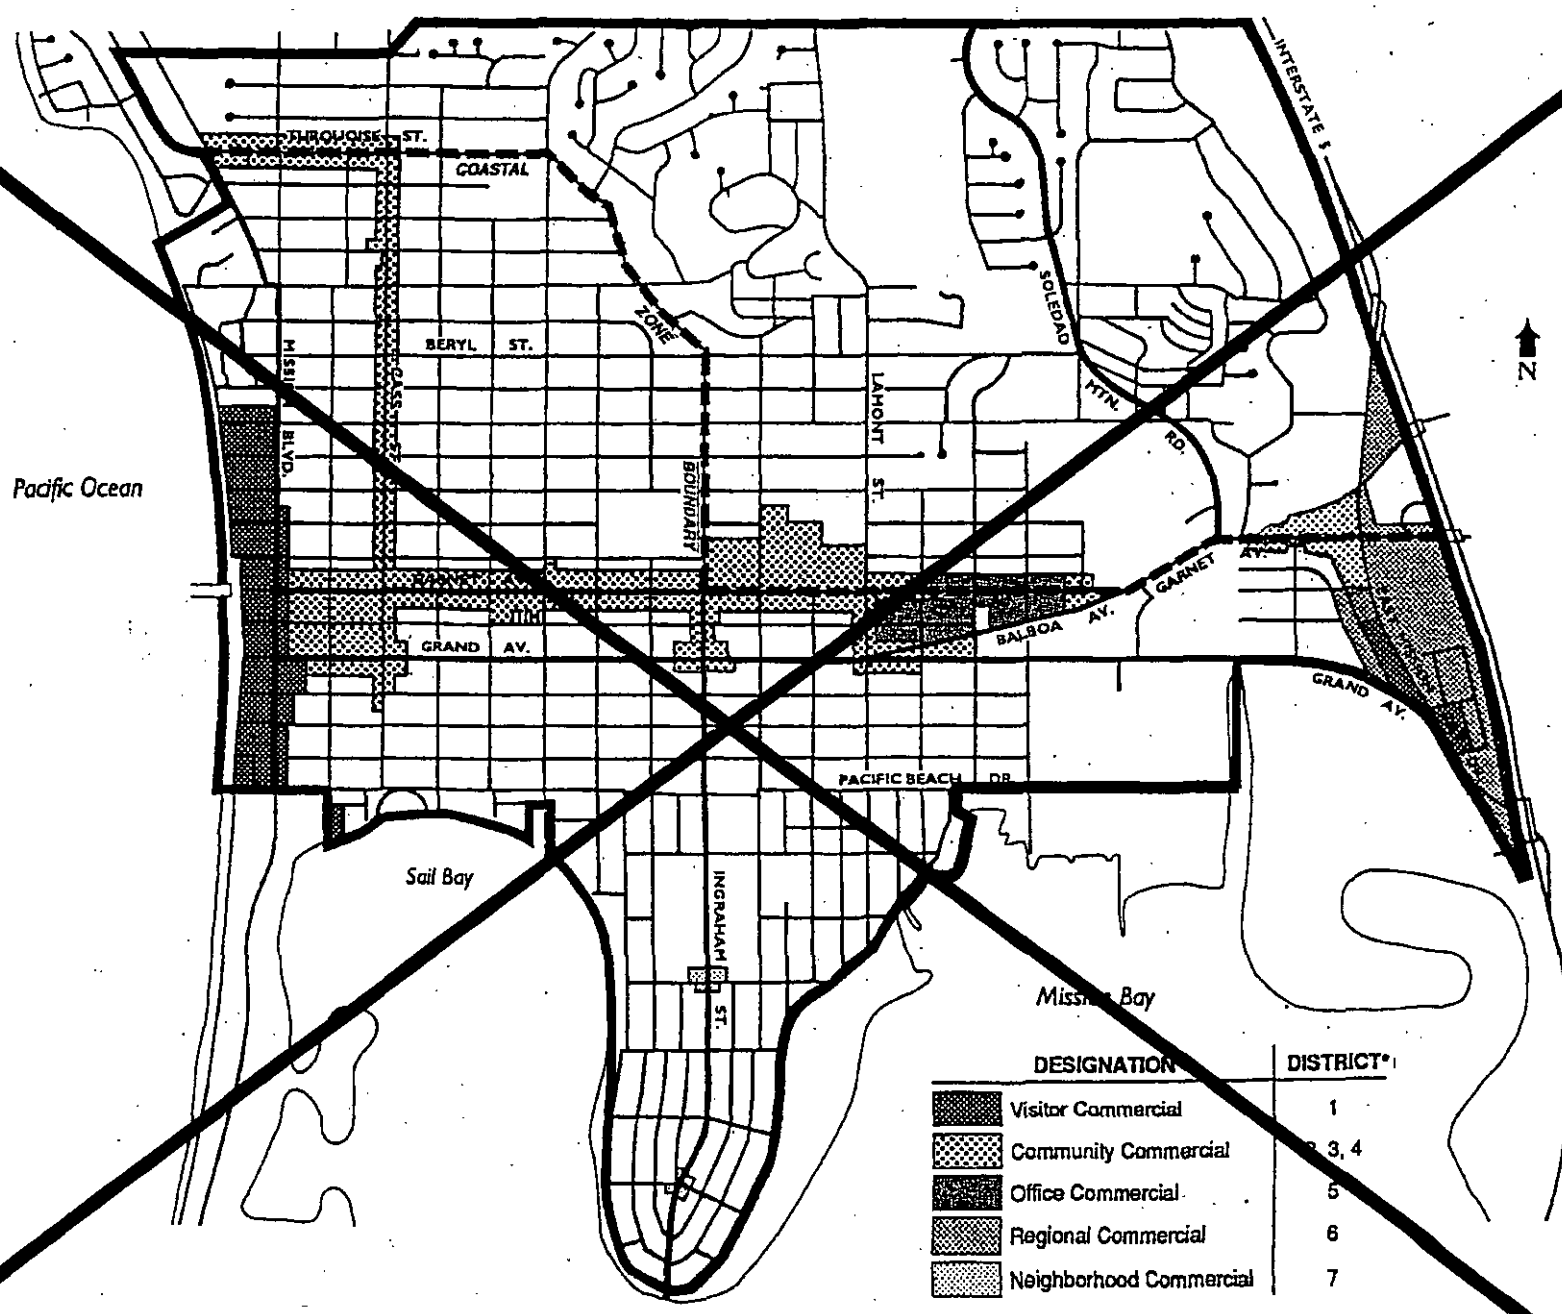 INTERSTATE 5
TURQUOISE ST.
COASTAL
SOLEDAD
ZONE
BERYL ST.
N
CASS ST.
LAMONT ST.
MTN.
RD.
BLVD.
Pacific Ocean
BOUNDARY
AV.
GARNET
BALBOA AV.
GRAND AV.
GRAND AV.
PACIFIC BEACH DR.
Sail Bay
INGRAHAM ST.
Mission Bay
DESIGNATION DISTRICT*
Visitor Commercial 1
Community Commercial 3, 4
Office Commercial 5
Regional Commercial 6
Neighborhood Commercial 7